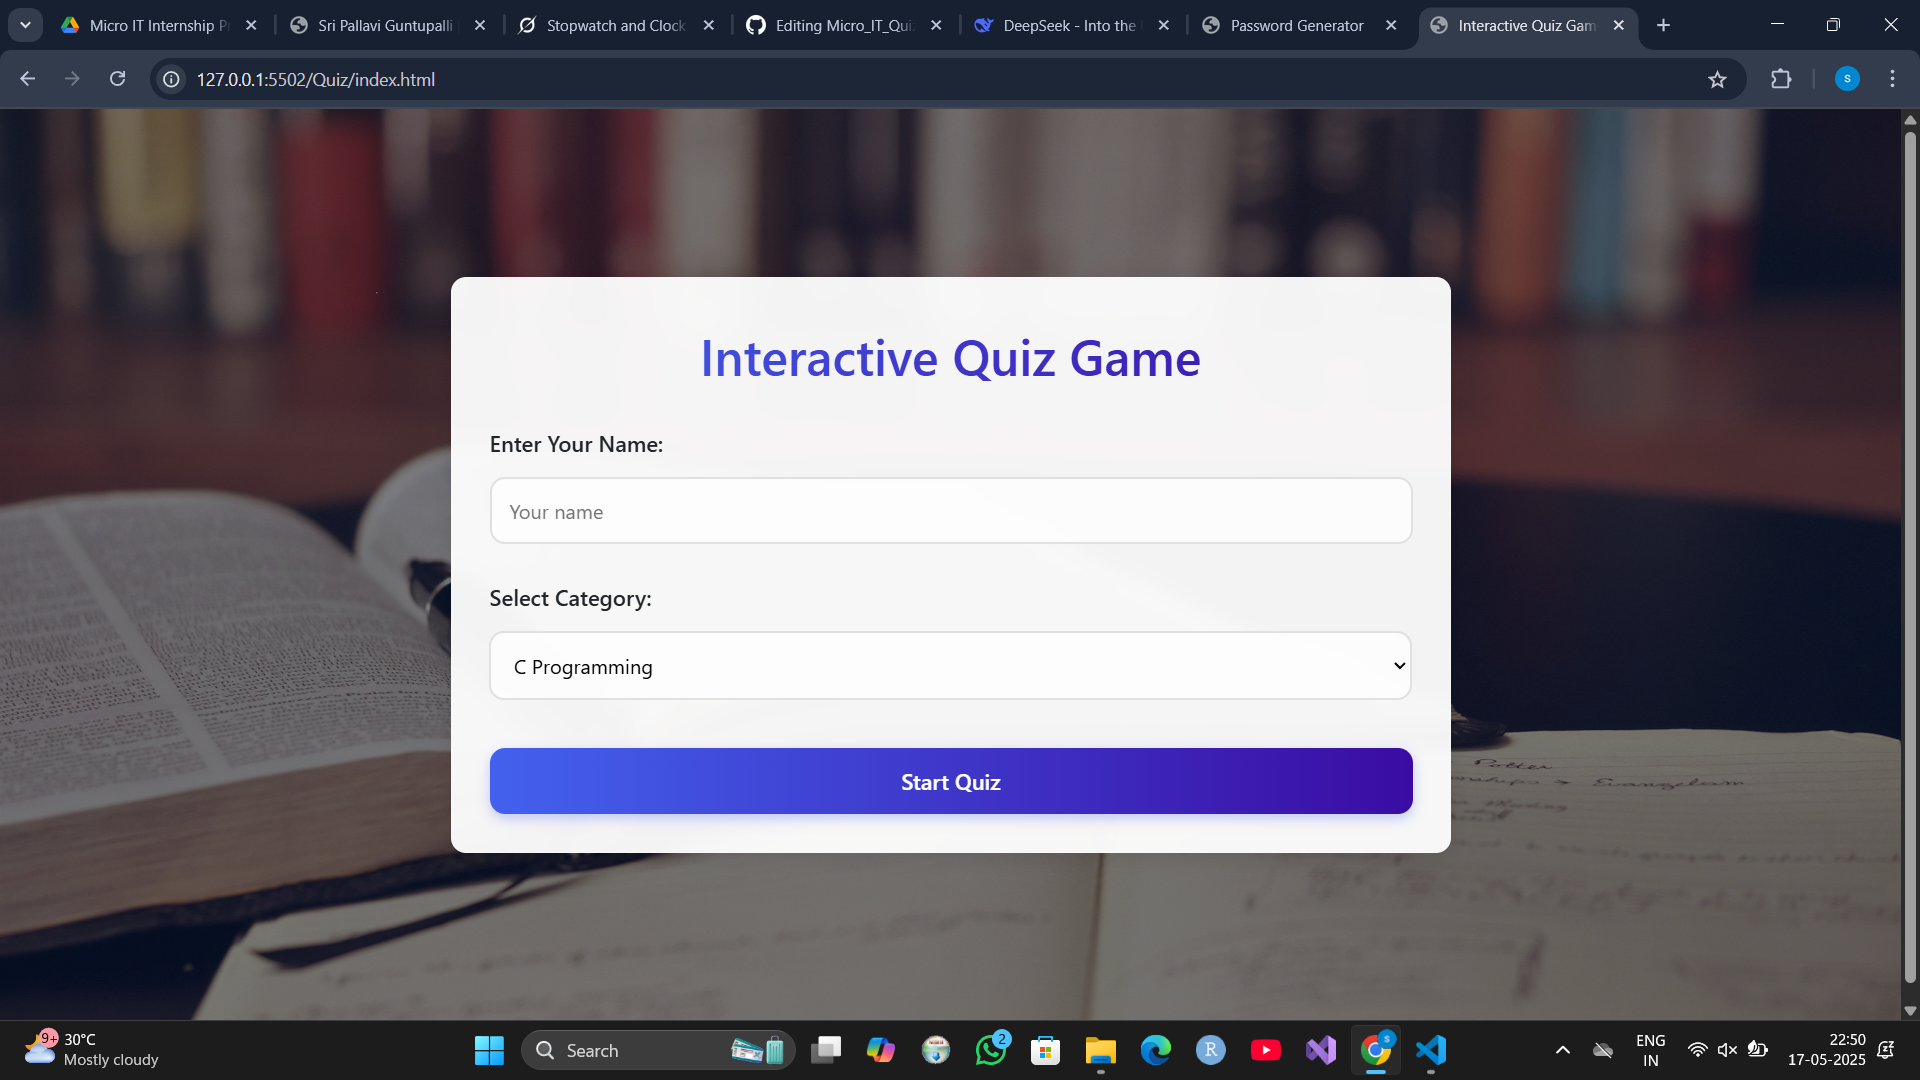 Micro IT Internship P
Sri Pallavi Guntupalli
Stopwatch and Clock
Editing Micro_IT_Qui
DeepSeek - Into the
Password Generator
Interactive Quiz Gam
127.0.0.1:5502/Quiz/index.html
s
Interactive Quiz Game
Enter Your Name:
Your name
Select Category:
C Programming
Start Quiz
Potter
Evangelism
9+
30°C
Mostly cloudy
Search
2
R
s
ENG
IN
22:50
17-05-2025